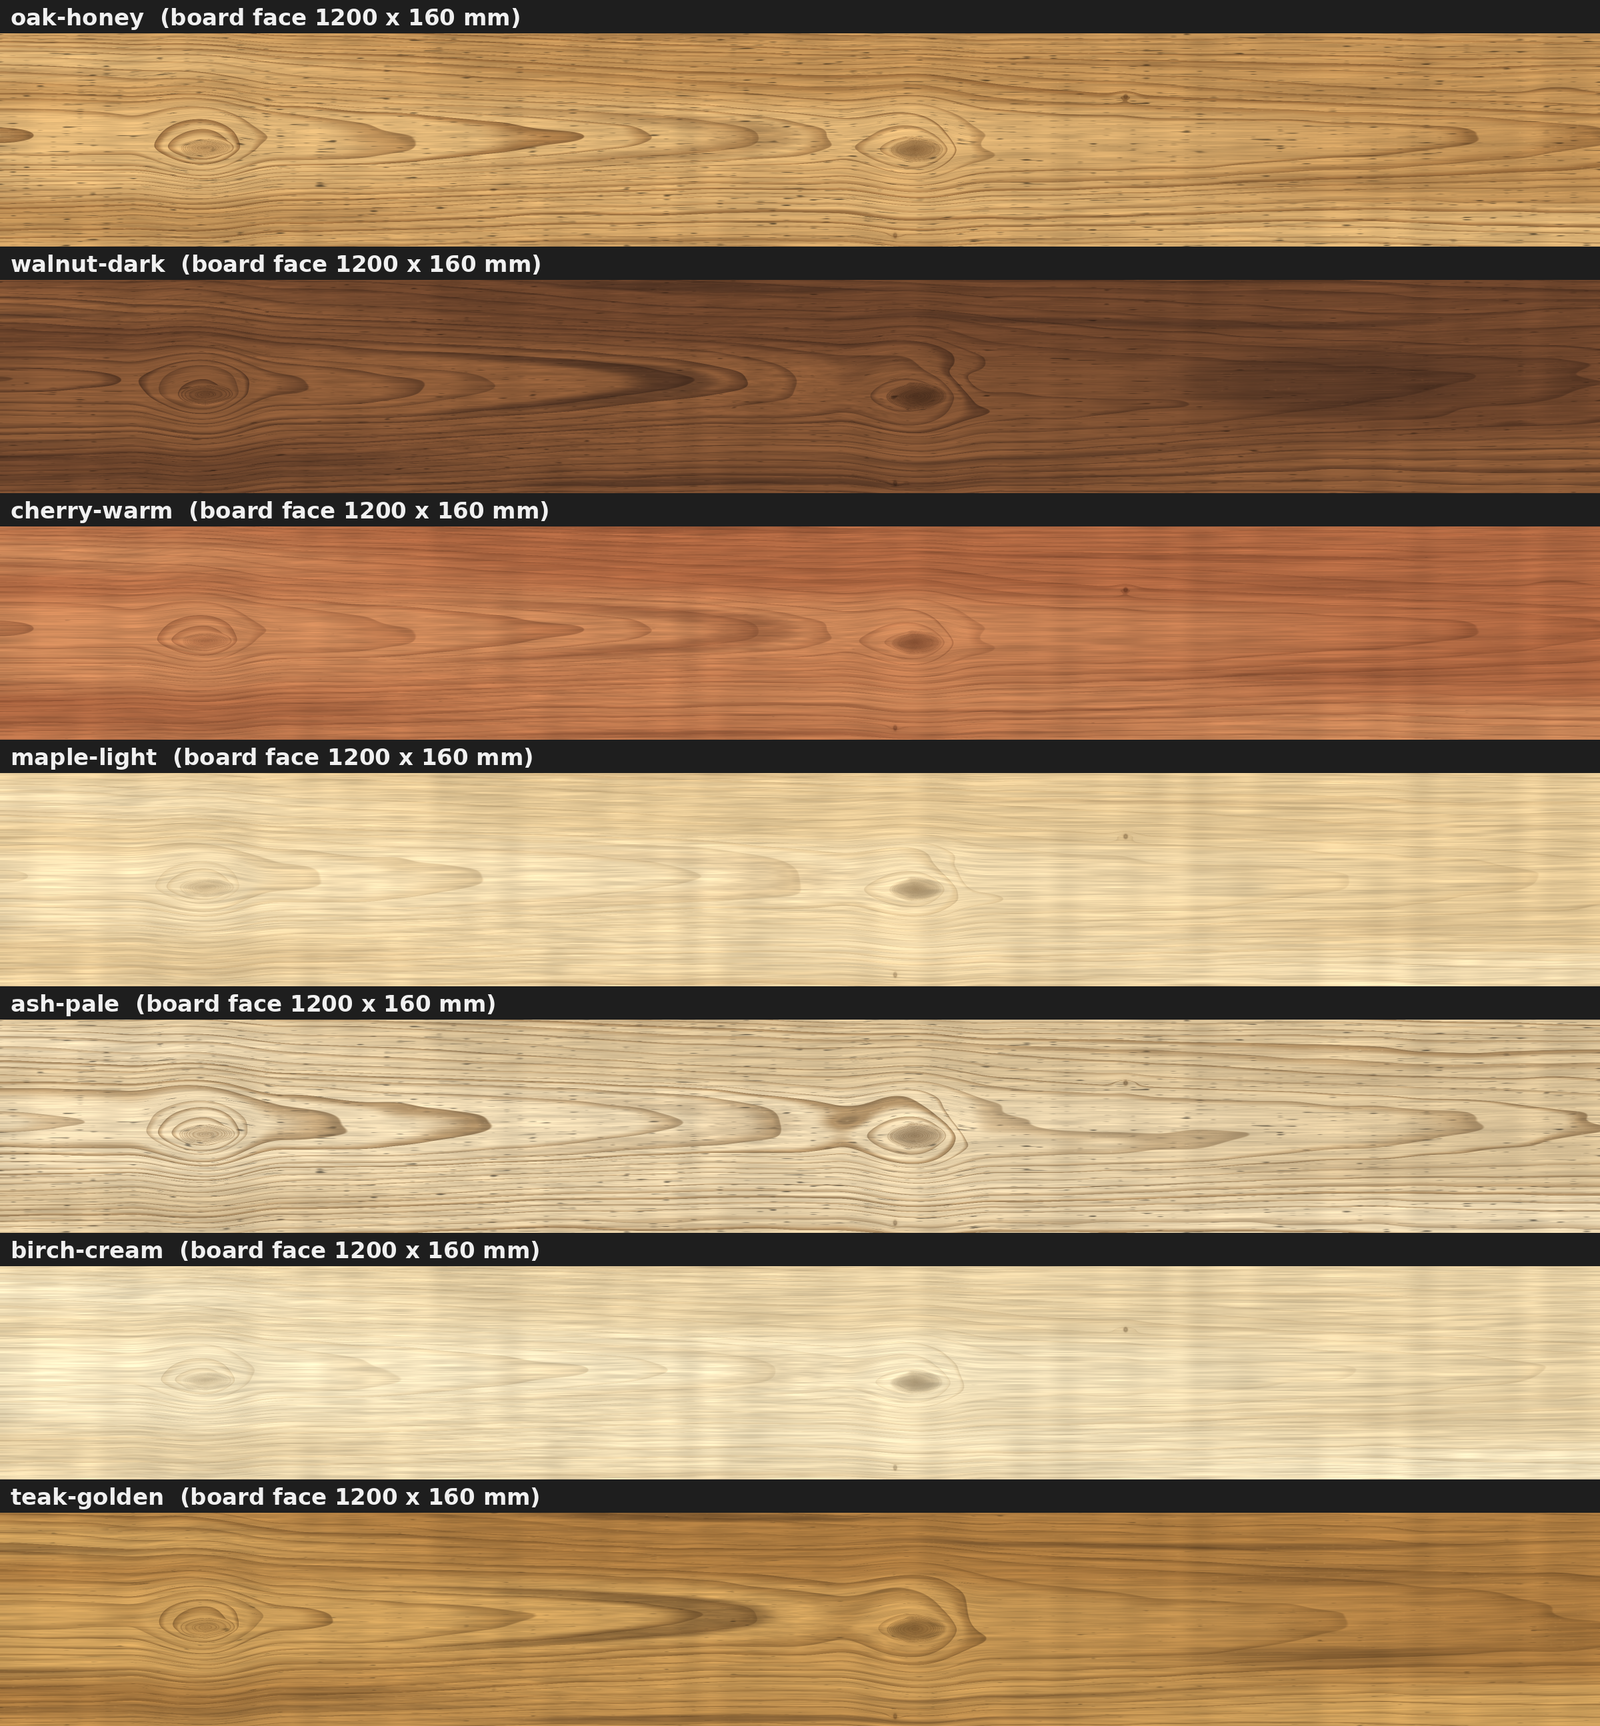 oak-honey (board face 1200 x 160 mm)
walnut-dark (board face 1200 x 160 mm)
cherry-warm (board face 1200 x 160 mm)
maple-light (board face 1200 x 160 mm)
ash-pale (board face 1200 x 160 mm)
birch-cream (board face 1200 x 160 mm)
teak-golden (board face 1200 x 160 mm)